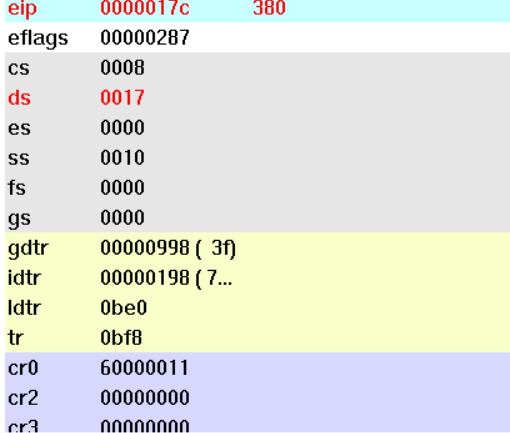 eip 0000017c 380
eflags 00000287
cs 0008
ds 0017
es 0000
ss 0010
fs 0000
gs 0000
gdtr 00000998 ( 3f)
idtr 00000198 ( 7...
ldtr 0be0
tr 0bf8
cr0 60000011
cr2 00000000
cr3 00000000